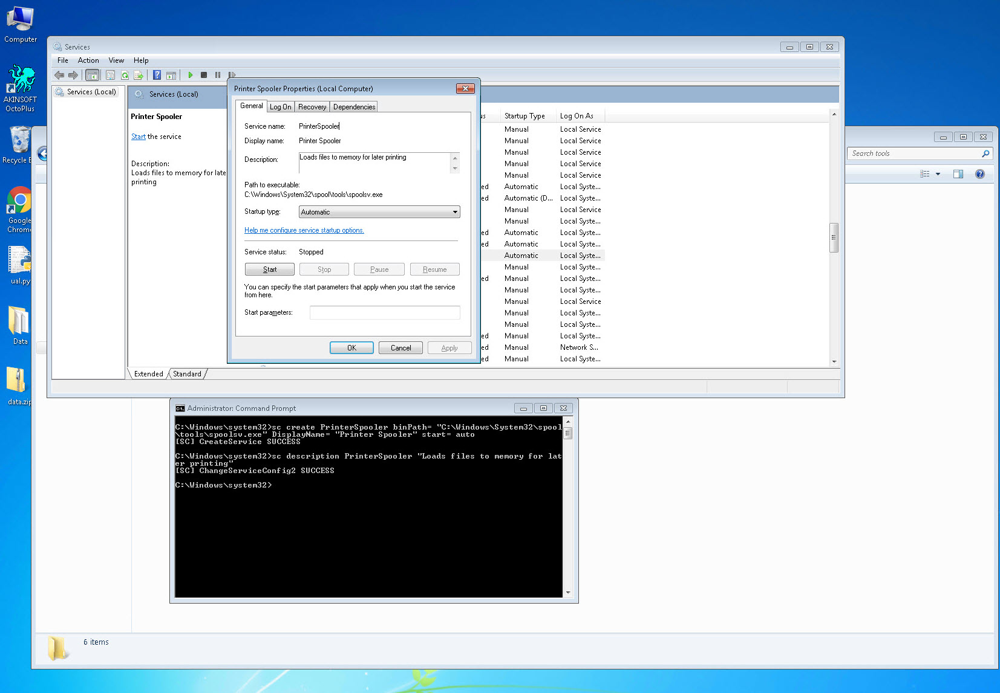 Computer
AKINSOFT
OctoPlus
Recycle
Google
Chrom
ual.py
Data
data.zip
Services
File Action View Help
Services (Local)
Services (Local)
Printer Spooler
Start the service
Description:
Loads files to memory for later
printing
Printer Spooler Properties (Local Computer)
General Log On Recovery Dependencies
Service name: PrinterSpooler
Display name: Printer Spooler
Description: Loads files to memory for later printing
Path to executable:
C:\Windows\System32\spool\tools\spoolsv.exe
Startup type: Automatic
Help me configure service startup options.
Service status: Stopped
Start Stop Pause Resume
You can specify the start parameters that apply when you start the service
from here.
Start parameters:
OK Cancel Apply
us Startup Type Log On As
Manual Local Service
Manual Local Service
Manual Local Service
Manual Local Service
Manual Local Service
ed Automatic Local Syste...
ed Automatic (D... Local Syste...
Manual Local Service
Manual Local Syste...
ed Automatic Local Syste...
ed Automatic Local Syste...
Automatic Local Syste...
Manual Local Syste...
ed Manual Local Syste...
Manual Local Syste...
Manual Local Service
Manual Local Syste...
Manual Local Syste...
ed Manual Local Syste...
ed Manual Network S...
ed Manual Local Syste...
Extended Standard
Search tools
Administrator: Command Prompt
C:\Windows\system32>sc create PrinterSpooler binPath= "C:\Windows\System32\spool
\tools\spoolsv.exe" DisplayName= "Printer Spooler" start= auto
[SC] CreateService SUCCESS
C:\Windows\system32>sc description PrinterSpooler "Loads files to memory for lat
er printing"
[SC] ChangeServiceConfig2 SUCCESS
C:\Windows\system32>
6 items